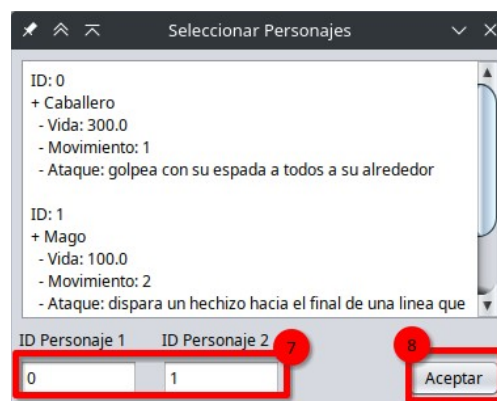 Seleccionar Personajes
ID: 0
+ Caballero
- Vida: 300.0
- Movimiento: 1
- Ataque: golpea con su espada a todos a su alrededor
ID: 1
+ Mago
- Vida: 100.0
- Movimiento: 2
- Ataque: dispara un hechizo hacia el final de una linea que
ID Personaje 1 ID Personaje 2 7 8
0 1 Aceptar